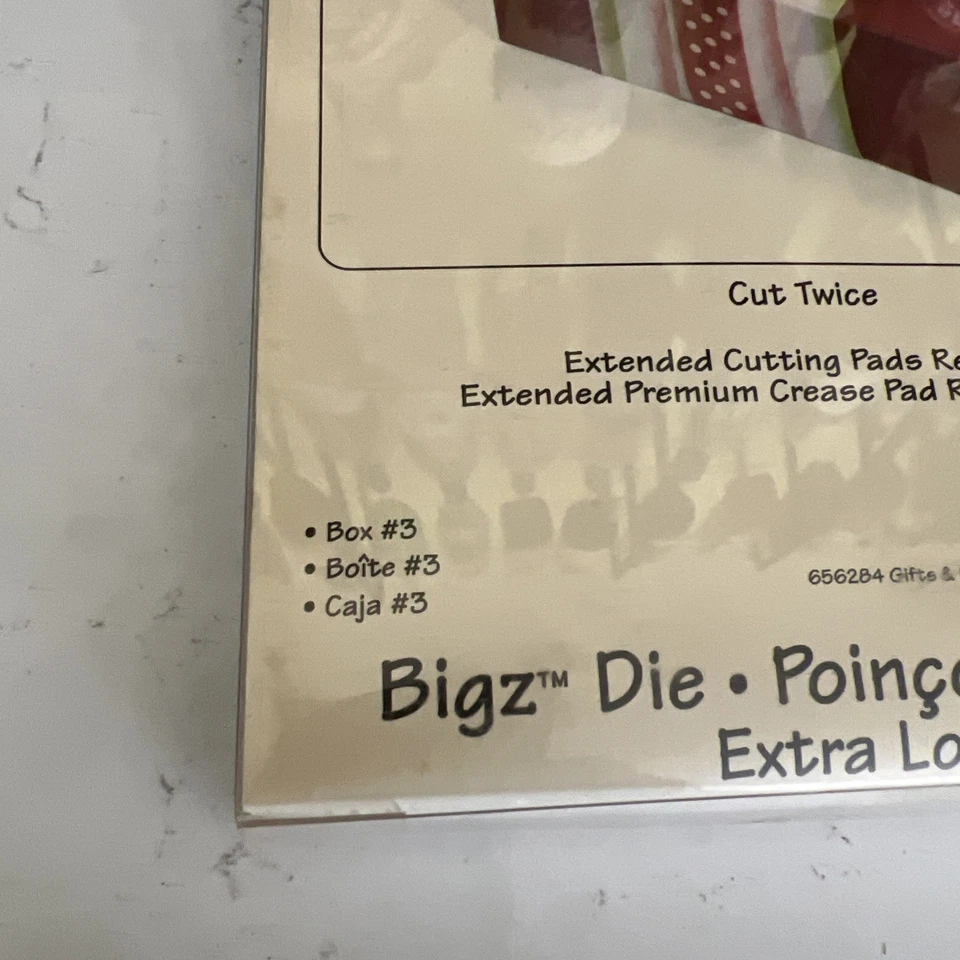 Cut Twice
Extended Cutting Pads Re
Extended Premium Crease Pad R
• Box #3
• Boîte #3
• Caja #3
656284 Gifts &
Bigz™ Die • Poinço
Extra Lo